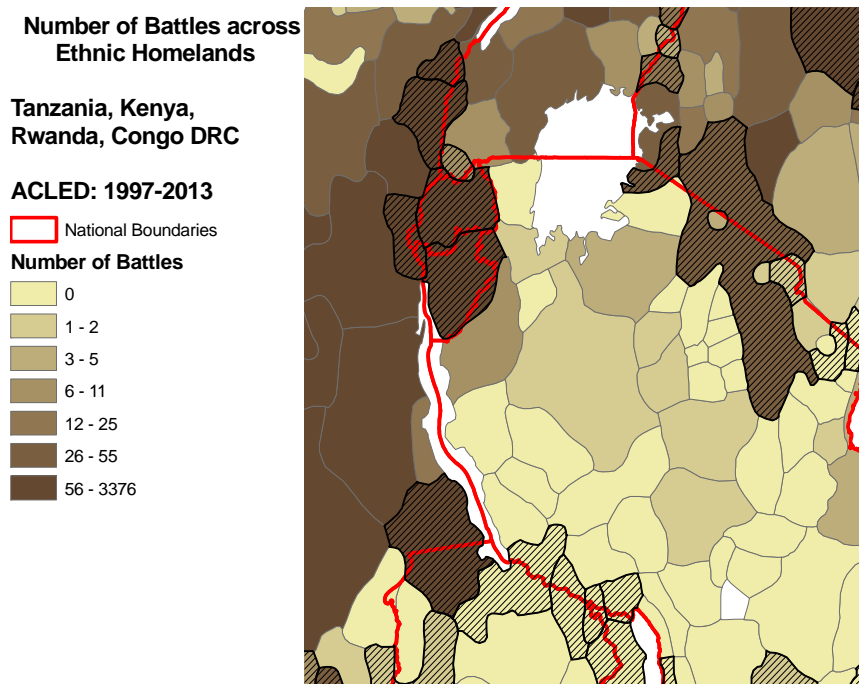 Number of Battles across
Ethnic Homelands
Tanzania, Kenya,
Rwanda, Congo DRC
ACLED: 1997-2013
National Boundaries
Number of Battles
0
1 - 2
3 - 5
6 - 11
12 - 25
26 - 55
56 - 3376